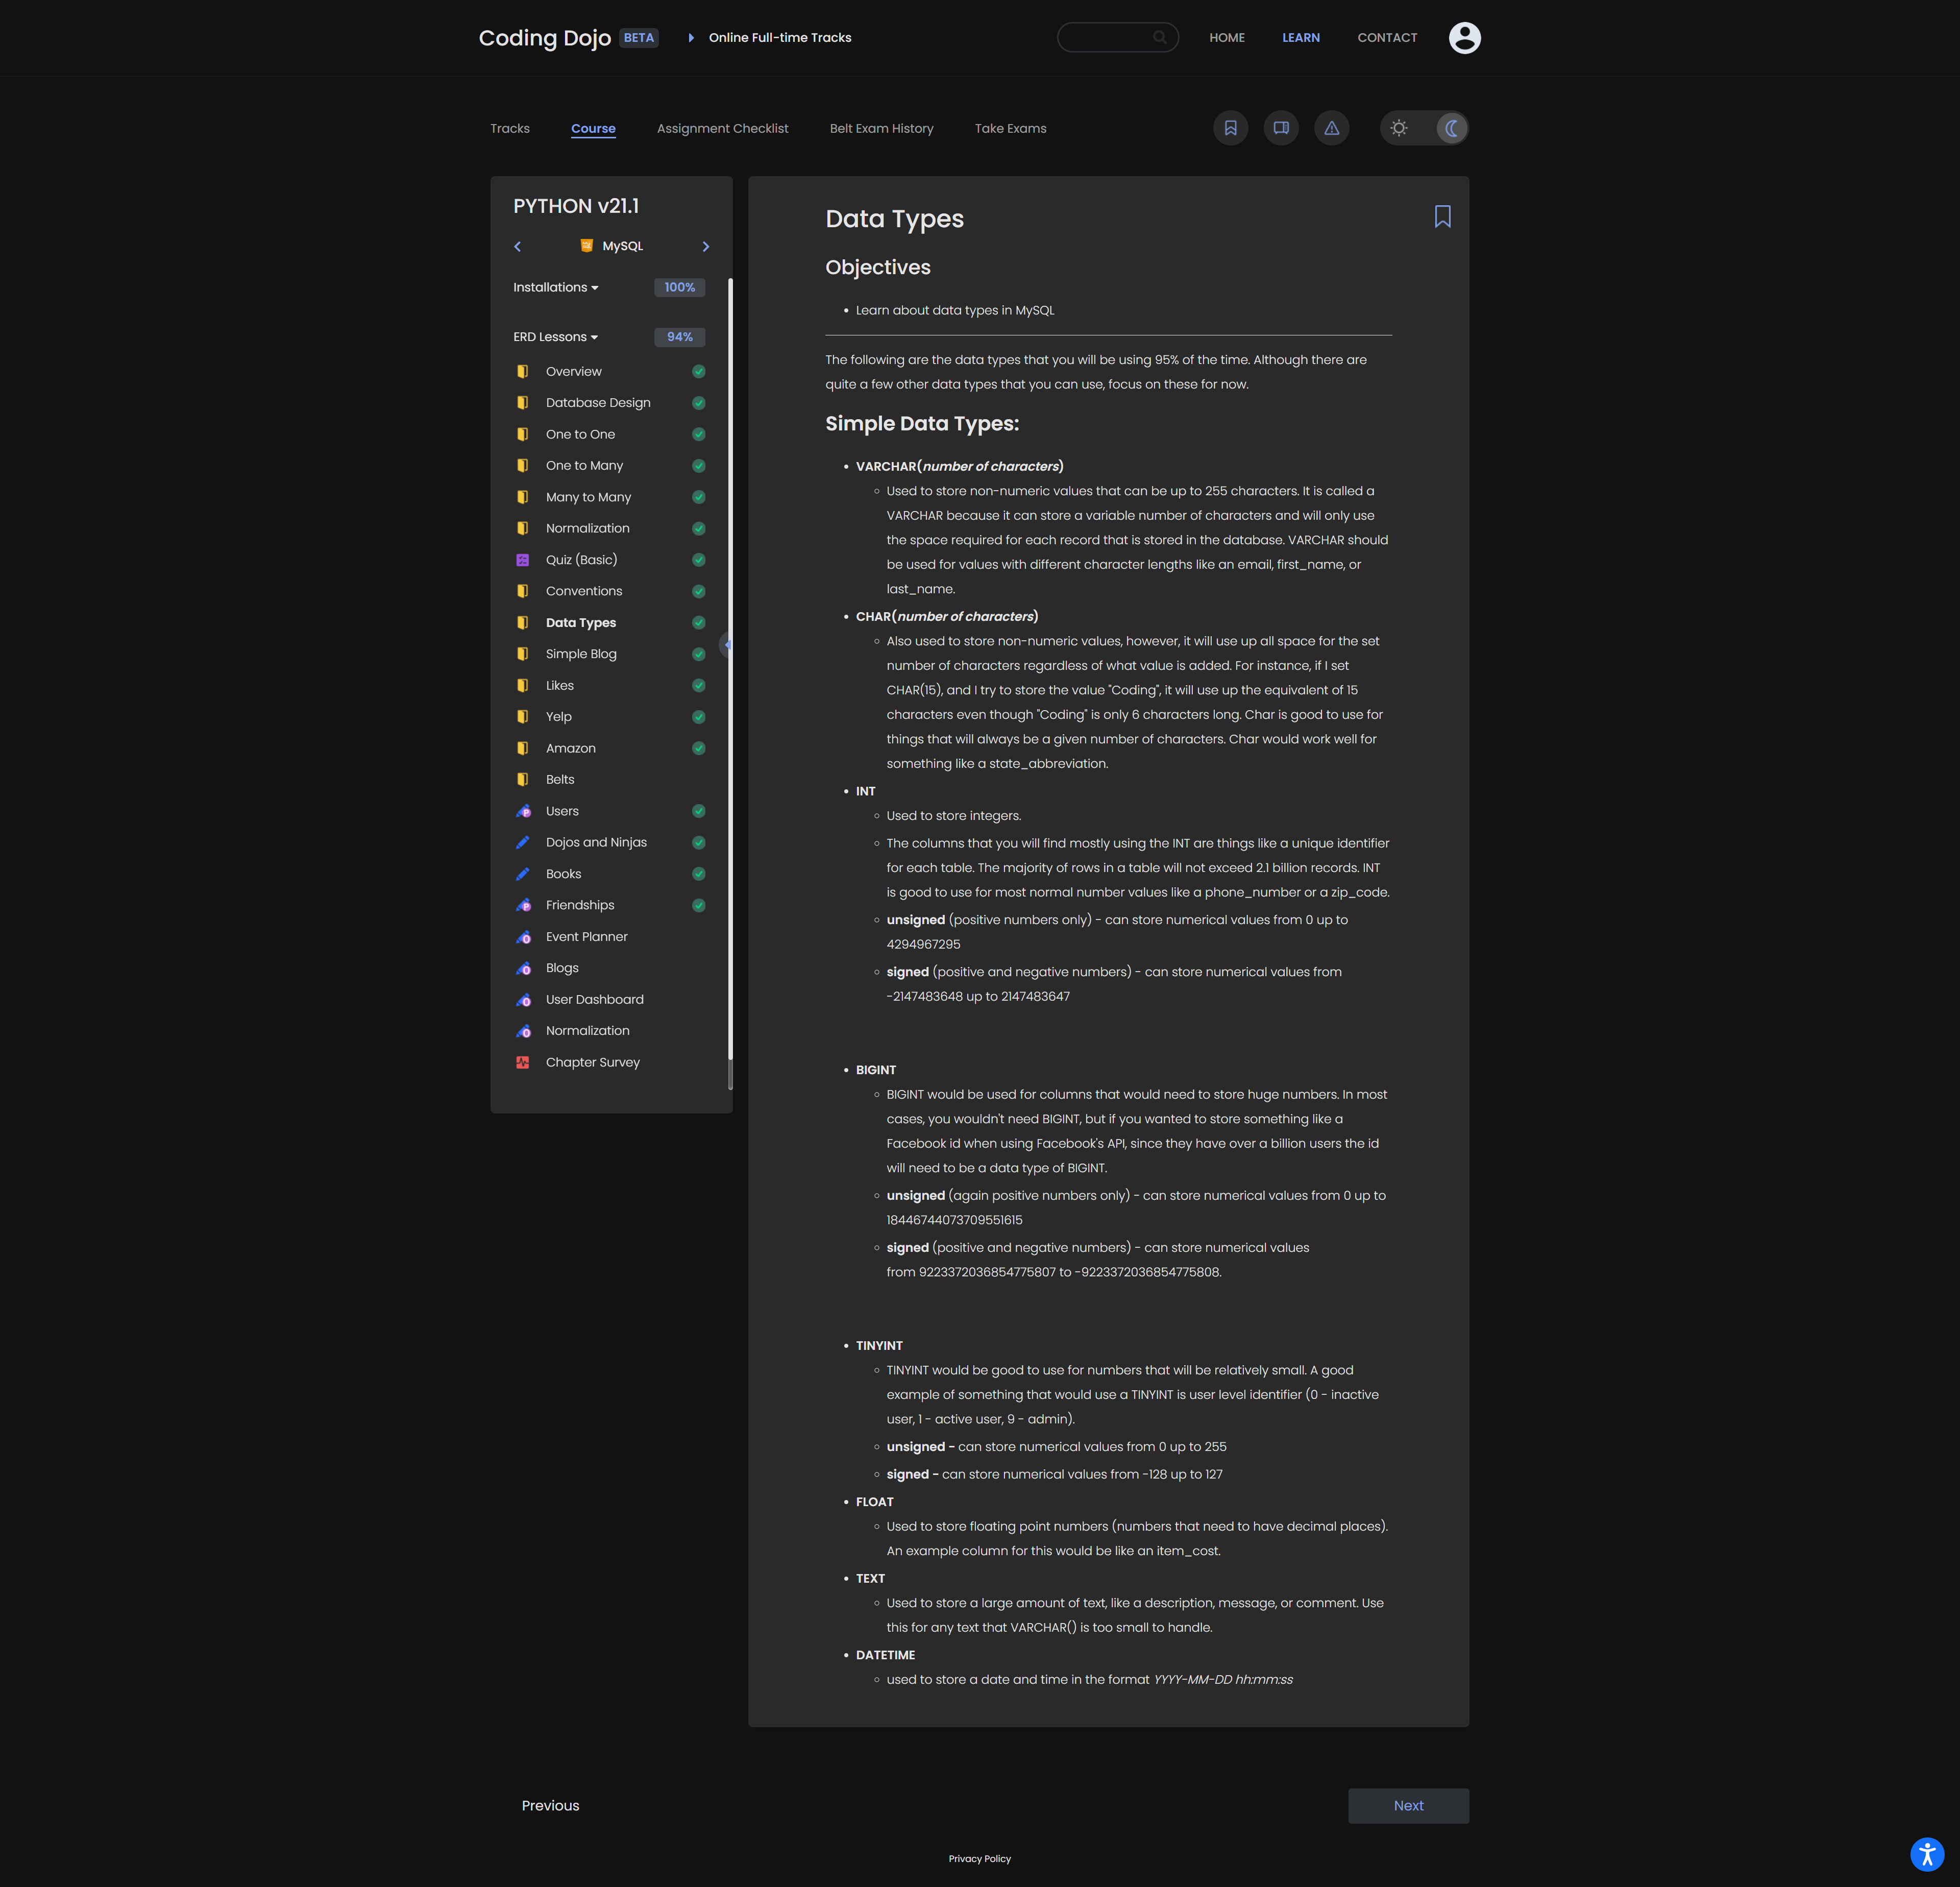 Coding Dojo BETA Online Full-time Tracks HOME LEARN CONTACT
Tracks Course Assignment Checklist Belt Exam History Take Exams
PYTHON v21.1
MySQL
Installations 100%
ERD Lessons 94%
Overview
Database Design
One to One
One to Many
Many to Many
Normalization
Quiz (Basic)
Conventions
Data Types
Simple Blog
Likes
Yelp
Amazon
Belts
Users
Dojos and Ninjas
Books
Friendships
Event Planner
Blogs
User Dashboard
Normalization
Chapter Survey
Data Types
Objectives
• Learn about data types in MySQL
The following are the data types that you will be using 95% of the time. Although there are
quite a few other data types that you can use, focus on these for now.
Simple Data Types:
• VARCHAR(number of characters)
◦ Used to store non-numeric values that can be up to 255 characters. It is called a
VARCHAR because it can store a variable number of characters and will only use
the space required for each record that is stored in the database. VARCHAR should
be used for values with different character lengths like an email, first_name, or
last_name.
• CHAR(number of characters)
◦ Also used to store non-numeric values, however, it will use up all space for the set
number of characters regardless of what value is added. For instance, if I set
CHAR(15), and I try to store the value "Coding", it will use up the equivalent of 15
characters even though "Coding" is only 6 characters long. Char is good to use for
things that will always be a given number of characters. Char would work well for
something like a state_abbreviation.
• INT
◦ Used to store integers.
◦ The columns that you will find mostly using the INT are things like a unique identifier
for each table. The majority of rows in a table will not exceed 2.1 billion records. INT
is good to use for most normal number values like a phone_number or a zip_code.
◦ unsigned (positive numbers only) - can store numerical values from 0 up to
4294967295
◦ signed (positive and negative numbers) - can store numerical values from
-2147483648 up to 2147483647
• BIGINT
◦ BIGINT would be used for columns that would need to store huge numbers. In most
cases, you wouldn't need BIGINT, but if you wanted to store something like a
Facebook id when using Facebook's API, since they have over a billion users the id
will need to be a data type of BIGINT.
◦ unsigned (again positive numbers only) - can store numerical values from 0 up to
18446744073709551615
◦ signed (positive and negative numbers) - can store numerical values
from 9223372036854775807 to -9223372036854775808.
• TINYINT
◦ TINYINT would be good to use for numbers that will be relatively small. A good
example of something that would use a TINYINT is user level identifier (0 - inactive
user, 1 - active user, 9 - admin).
◦ unsigned - can store numerical values from 0 up to 255
◦ signed - can store numerical values from -128 up to 127
• FLOAT
◦ Used to store floating point numbers (numbers that need to have decimal places).
An example column for this would be like an item_cost.
• TEXT
◦ Used to store a large amount of text, like a description, message, or comment. Use
this for any text that VARCHAR() is too small to handle.
• DATETIME
◦ used to store a date and time in the format YYYY-MM-DD hh:mm:ss
Previous Next
Privacy Policy